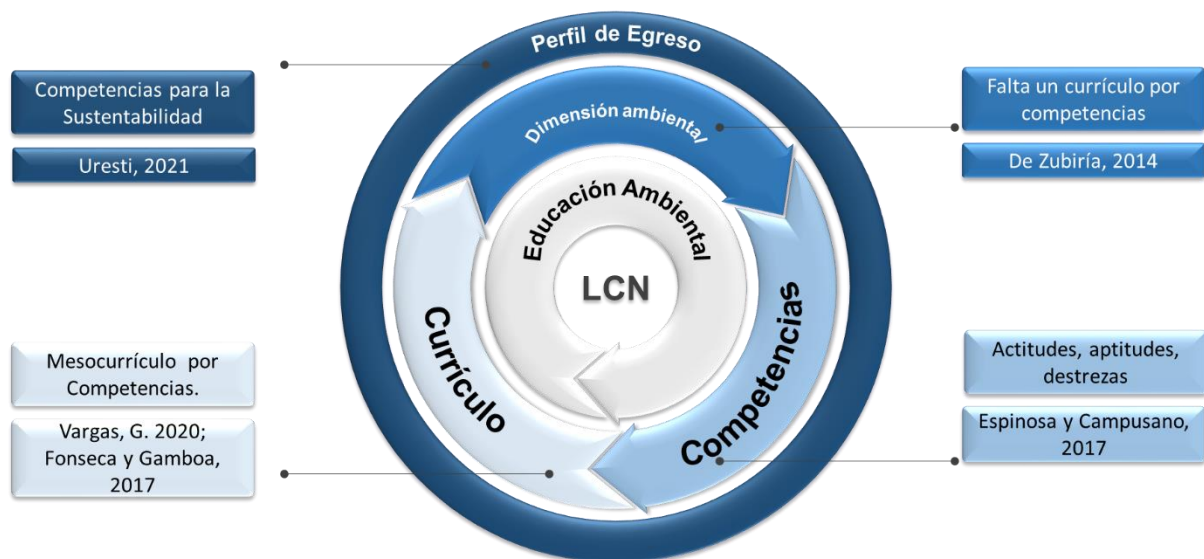 Perfil de Egreso
Competencias para la
Sustentabilidad
Uresti, 2021
Dimensión ambiental
Falta un currículo por
competencias
De Zubiría, 2014
Educación Ambiental
LCN
Currículo
Competencias
Mesocurrículo por
Competencias.
Vargas, G. 2020;
Fonseca y Gamboa,
2017
Actitudes, aptitudes,
destrezas
Espinosa y Campusano,
2017